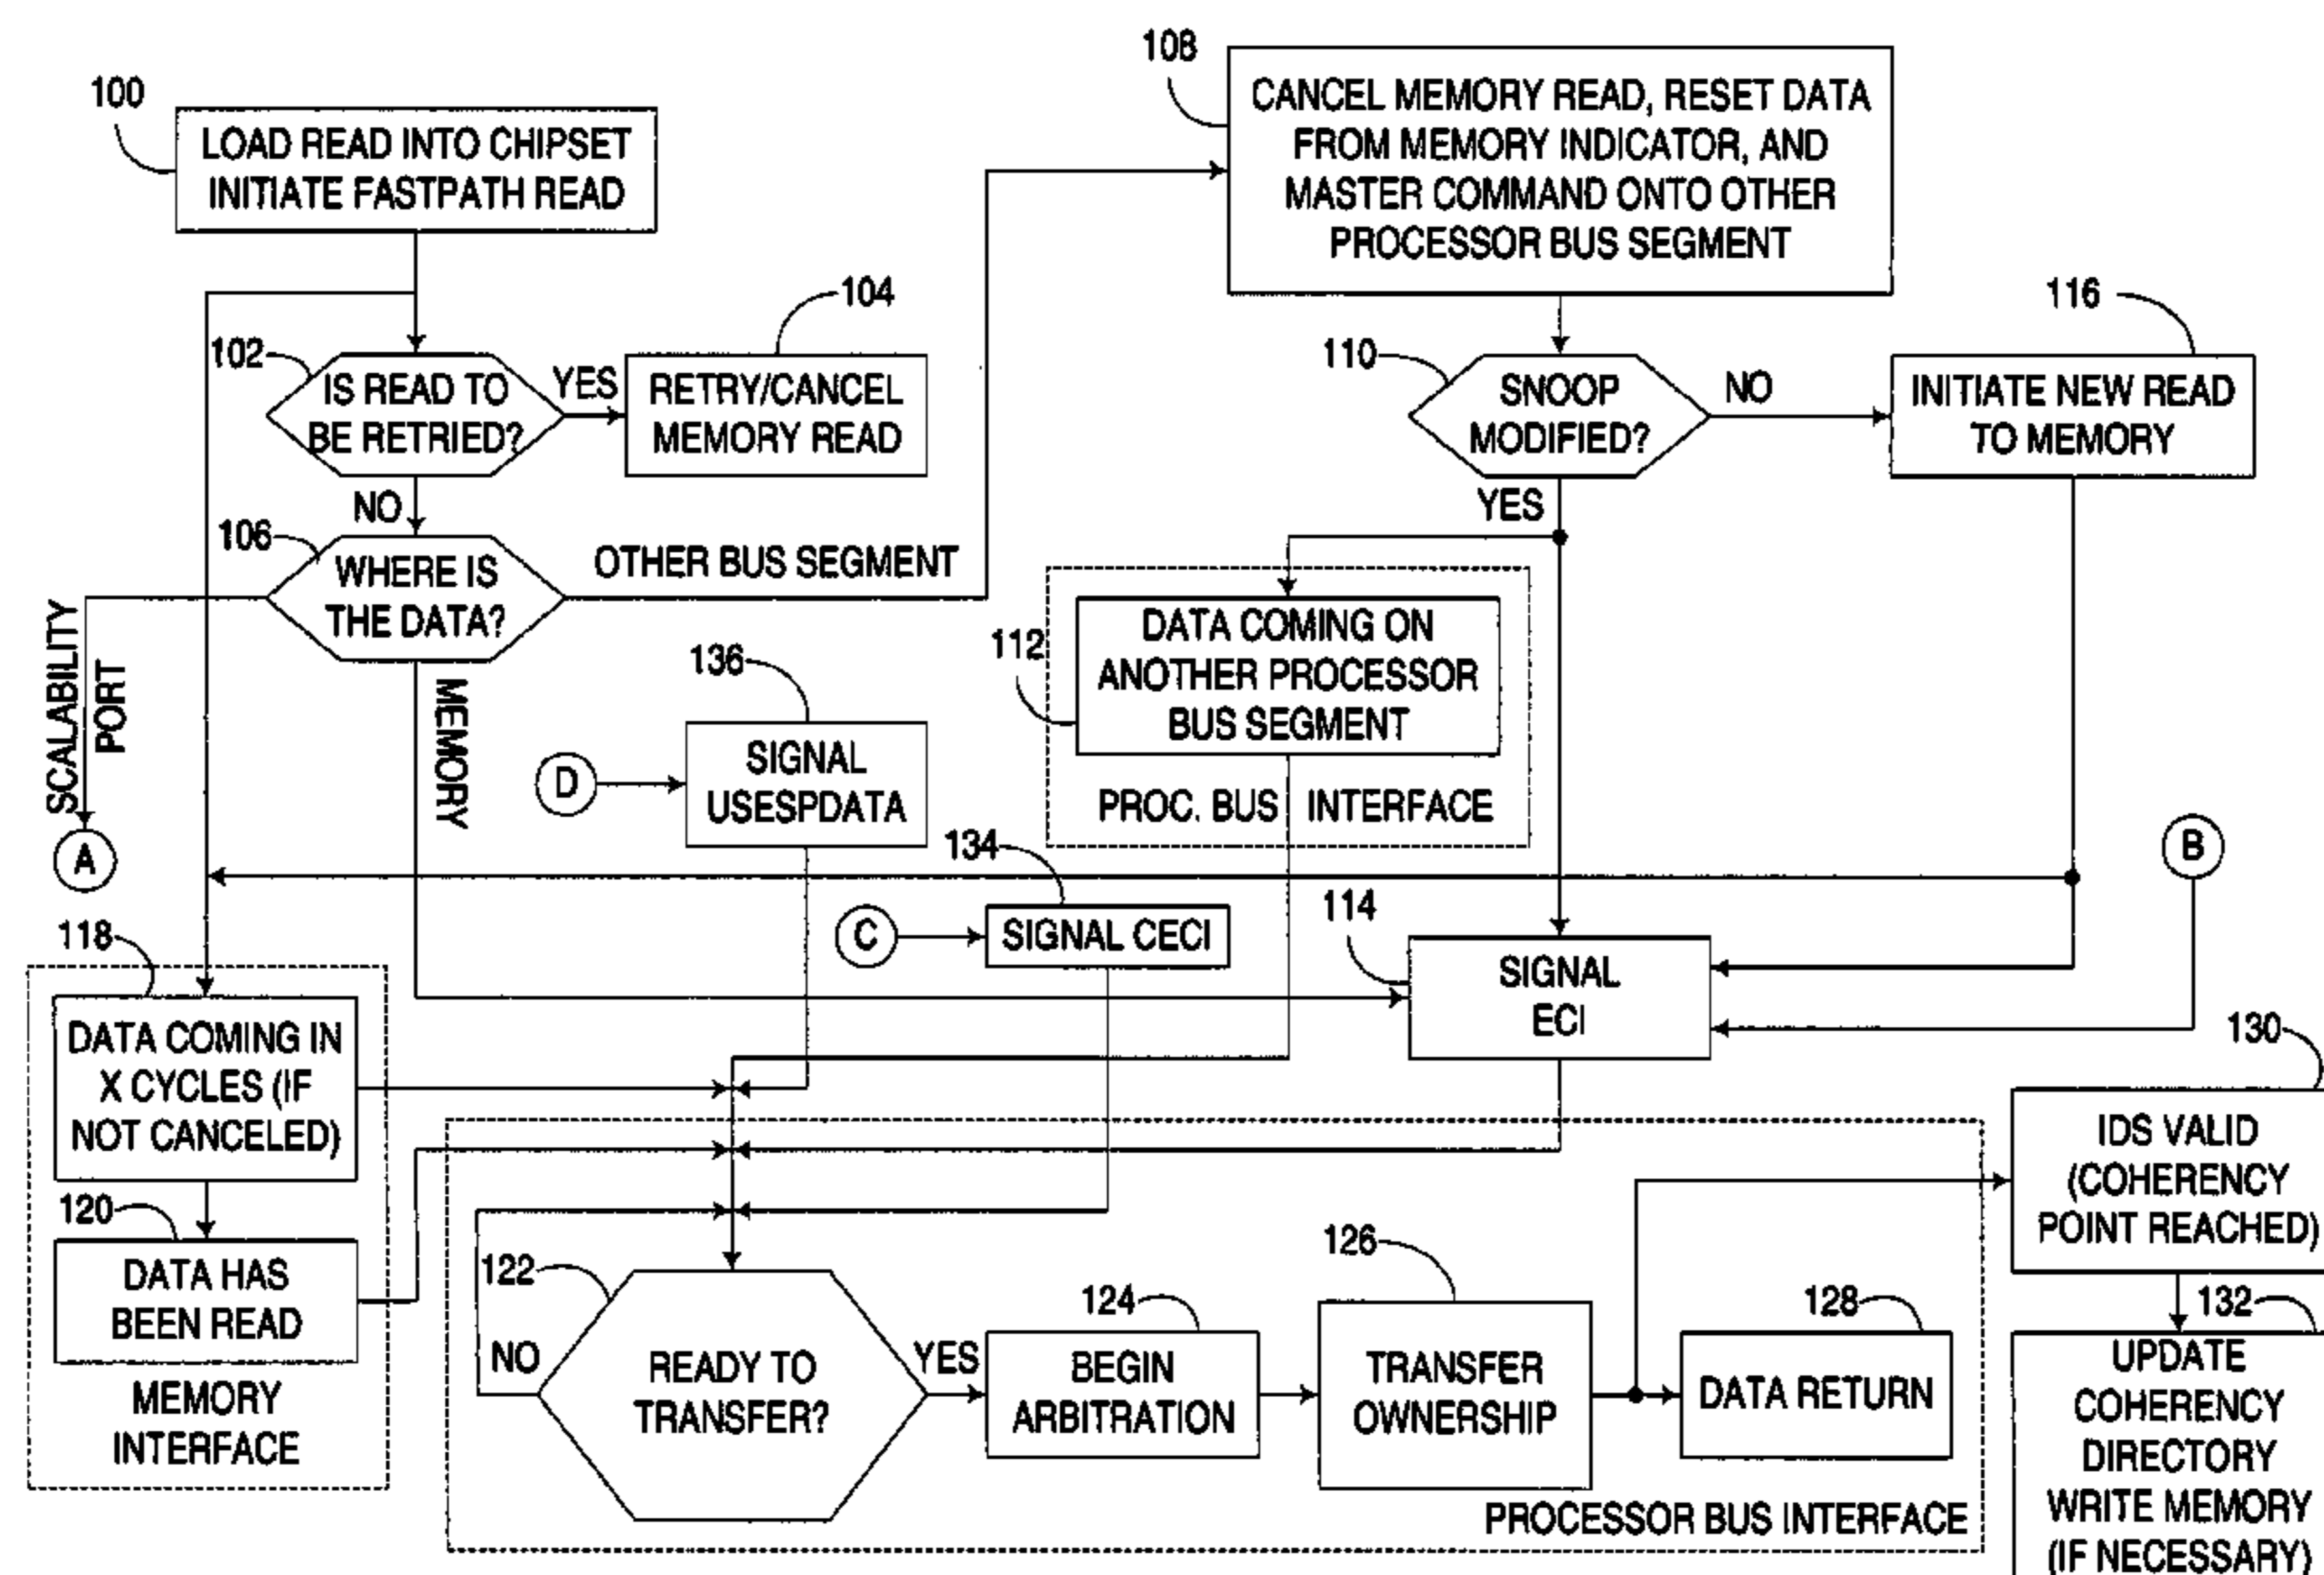 100
LOAD READ INTO CHIPSET
INITIATE FASTPATH READ
108
CANCEL MEMORY READ, RESET DATA
FROM MEMORY INDICATOR, AND
MASTER COMMAND ONTO OTHER
PROCESSOR BUS SEGMENT
102
IS READ TO
BE RETRIED?
YES
104
RETRY/CANCEL
MEMORY READ
NO
110
SNOOP
MODIFIED?
NO
116
INITIATE NEW READ
TO MEMORY
YES
106
WHERE IS
THE DATA?
OTHER BUS SEGMENT
SCALABILITY
PORT
A
MEMORY
136
D
SIGNAL
USESPDATA
112
DATA COMING ON
ANOTHER PROCESSOR
BUS SEGMENT
PROC. BUS INTERFACE
134
C
SIGNAL CECI
B
114
SIGNAL
ECI
118
DATA COMING IN
X CYCLES (IF
NOT CANCELED)
120
DATA HAS
BEEN READ
MEMORY
INTERFACE
122
READY TO
TRANSFER?
NO
YES
124
BEGIN
ARBITRATION
126
TRANSFER
OWNERSHIP
128
DATA RETURN
PROCESSOR BUS INTERFACE
130
IDS VALID
(COHERENCY
POINT REACHED)
132
UPDATE
COHERENCY
DIRECTORY
WRITE MEMORY
(IF NECESSARY)